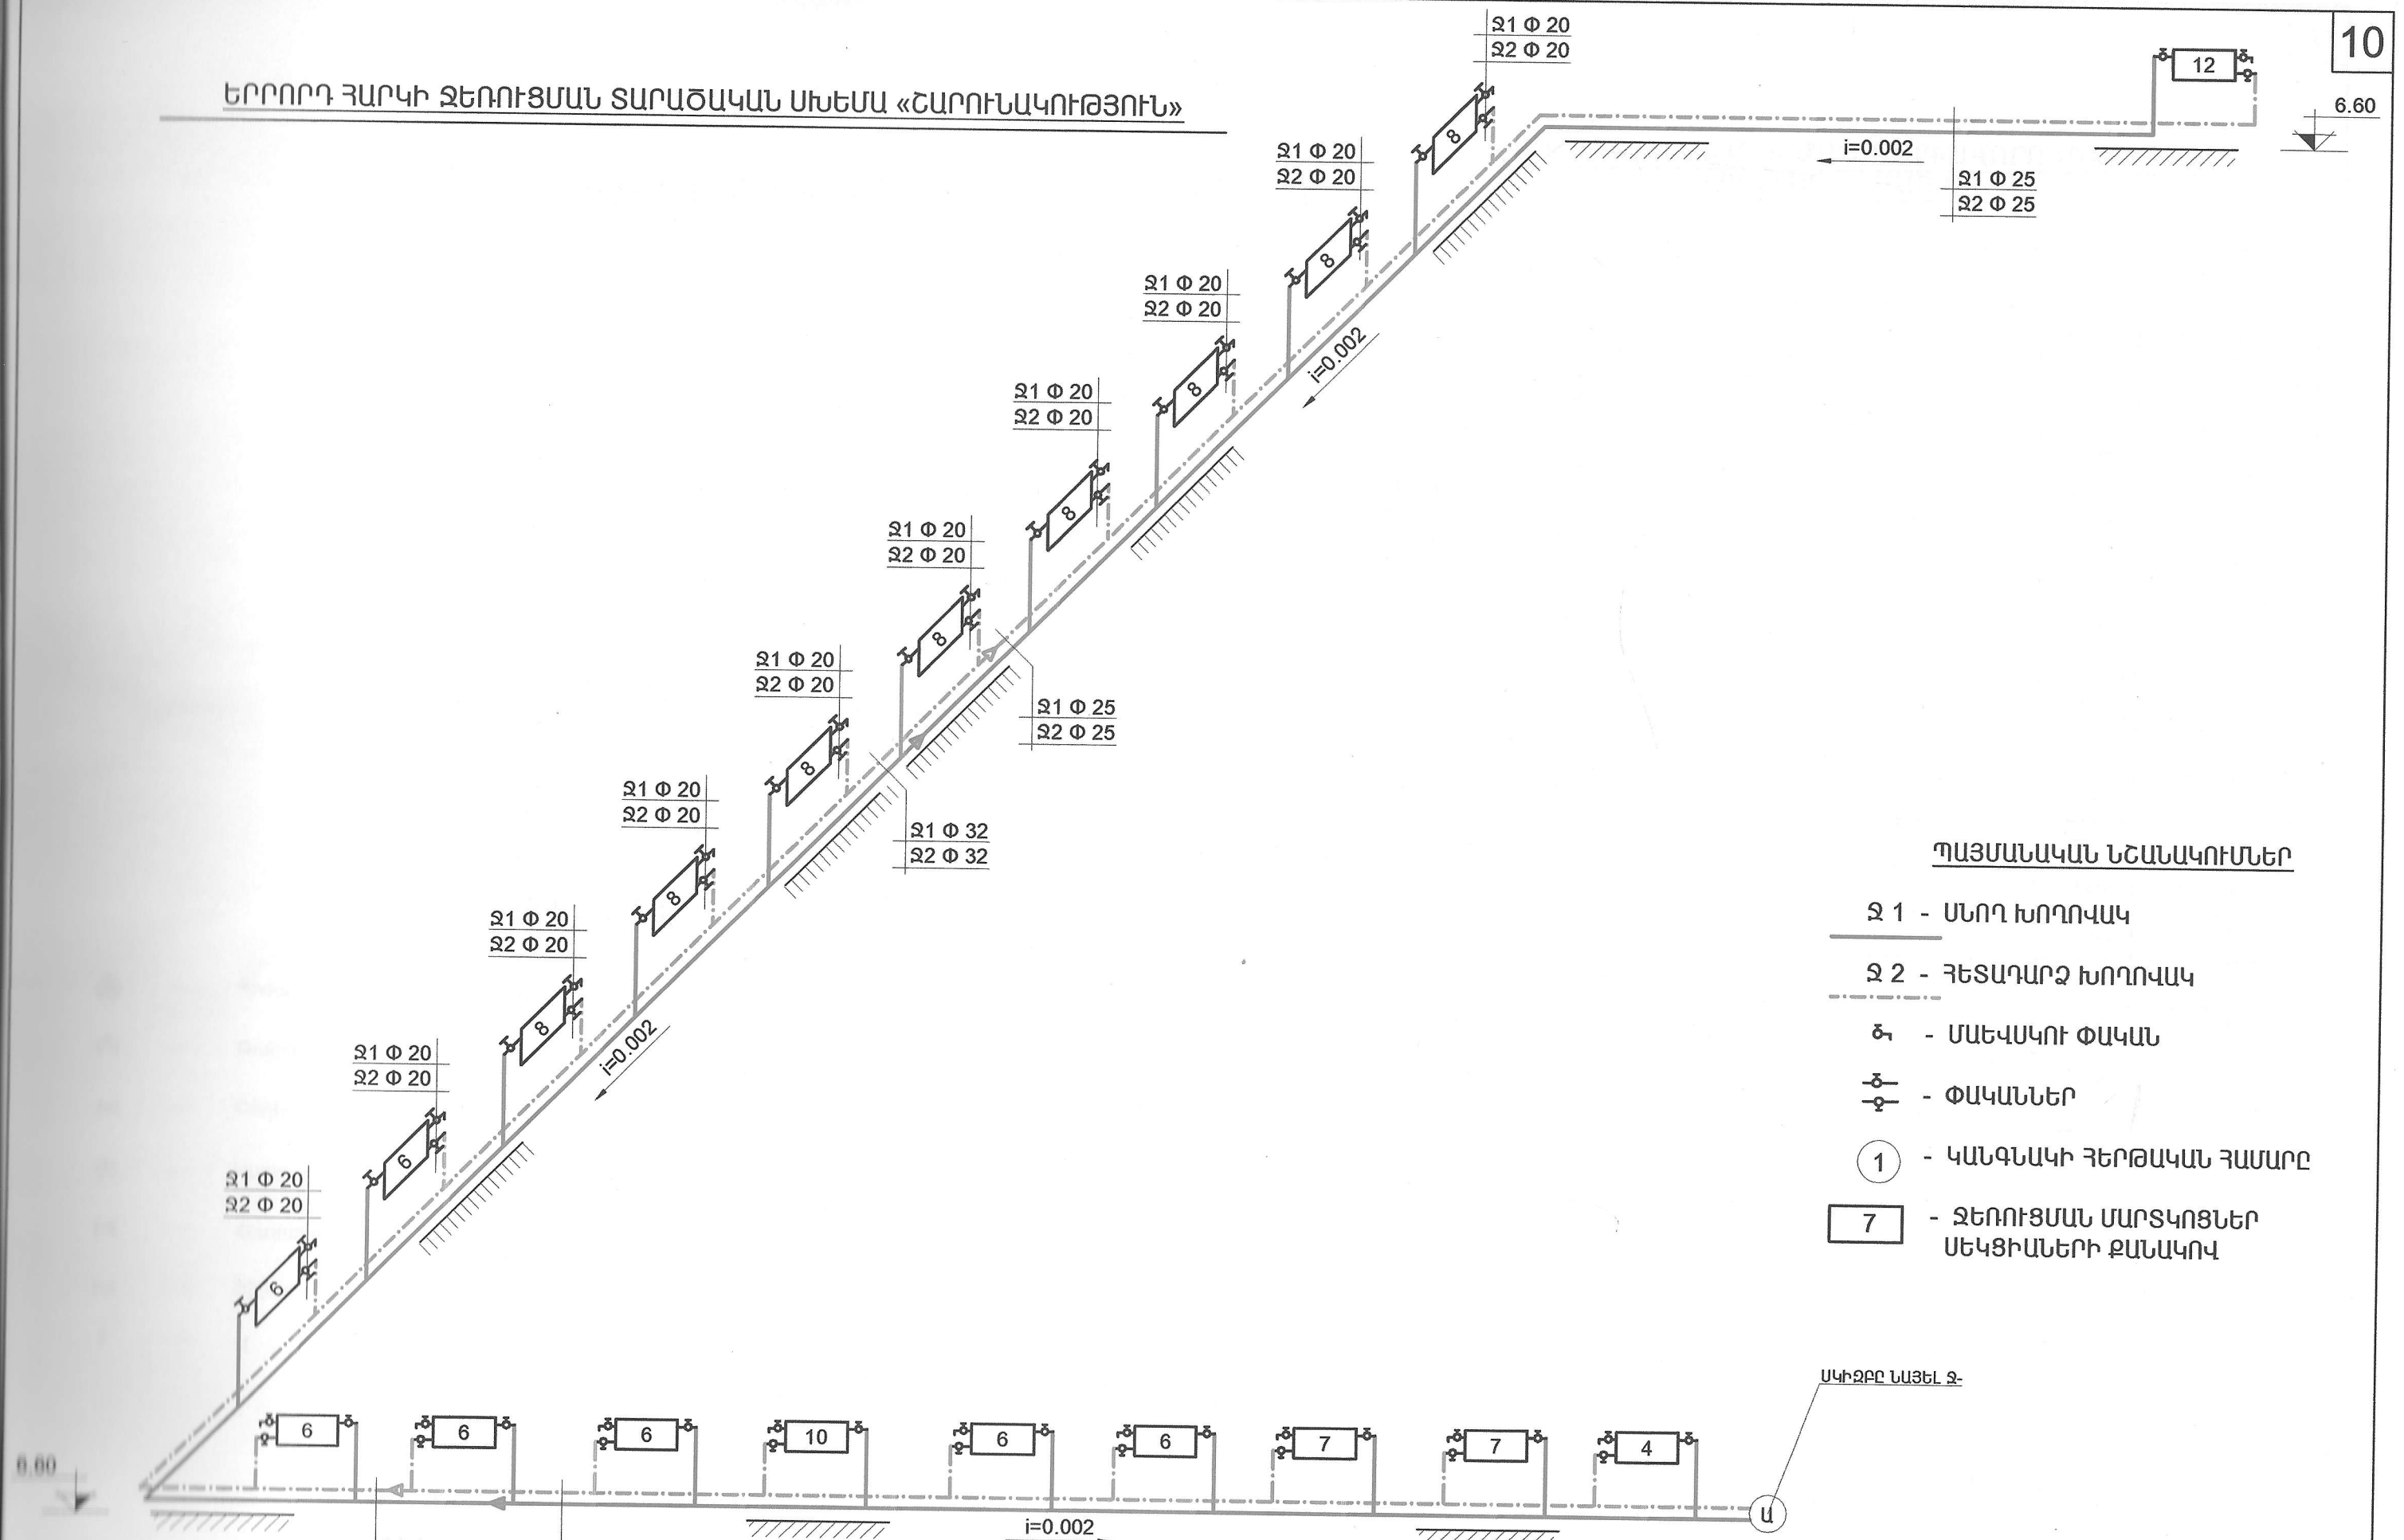 10
ԵՐՐՈՐԴ ՀԱՐԿԻ ՋԵՌՈՒՑՄԱՆ ՏԱՐԱԾԱԿԱՆ ՍԽԵՄԱ «ՇԱՐՈՒՆԱԿՈՒԹՅՈՒՆ»
Ջ1 Փ 20
Ջ2 Փ 20
12
6.60
8
i=0.002
Ջ1 Փ 25
Ջ2 Փ 25
Ջ1 Փ 20
Ջ2 Փ 20
8
i=0.002
Ջ1 Փ 20
Ջ2 Փ 20
8
Ջ1 Փ 20
Ջ2 Փ 20
8
Ջ1 Փ 20
Ջ2 Փ 20
8
Ջ1 Փ 25
Ջ2 Փ 25
Ջ1 Փ 20
Ջ2 Փ 20
8
Ջ1 Փ 32
Ջ2 Փ 32
Ջ1 Փ 20
Ջ2 Փ 20
8
Ջ1 Փ 20
Ջ2 Փ 20
8
i=0.002
Ջ1 Փ 20
Ջ2 Փ 20
6
Ջ1 Փ 20
Ջ2 Փ 20
6
ՊԱՅՄԱՆԱԿԱՆ ՆՇԱՆԱԿՈՒՄՆԵՐ
Ջ 1 - ՍՆՈՂ ԽՈՂՈՎԱԿ
Ջ 2 - ՀԵՏԱԴԱՐՁ ԽՈՂՈՎԱԿ
- ՄԱԵՎՍԿՈՒ ՓԱԿԱՆ
- ՓԱԿԱՆՆԵՐ
1 - ԿԱՆԳՆԱԿԻ ՀԵՐԹԱԿԱՆ ՀԱՄԱՐԸ
7 - ՋԵՌՈՒՑՄԱՆ ՄԱՐՏԿՈՑՆԵՐ
ՍԵԿՑԻԱՆԵՐԻ ՔԱՆԱԿՈՎ
ՍԿԻԶԲԸ ՆԱՅԵԼ Ջ-
6 6 6 10 6 6 7 7 4
6.60
Ա
i=0.002